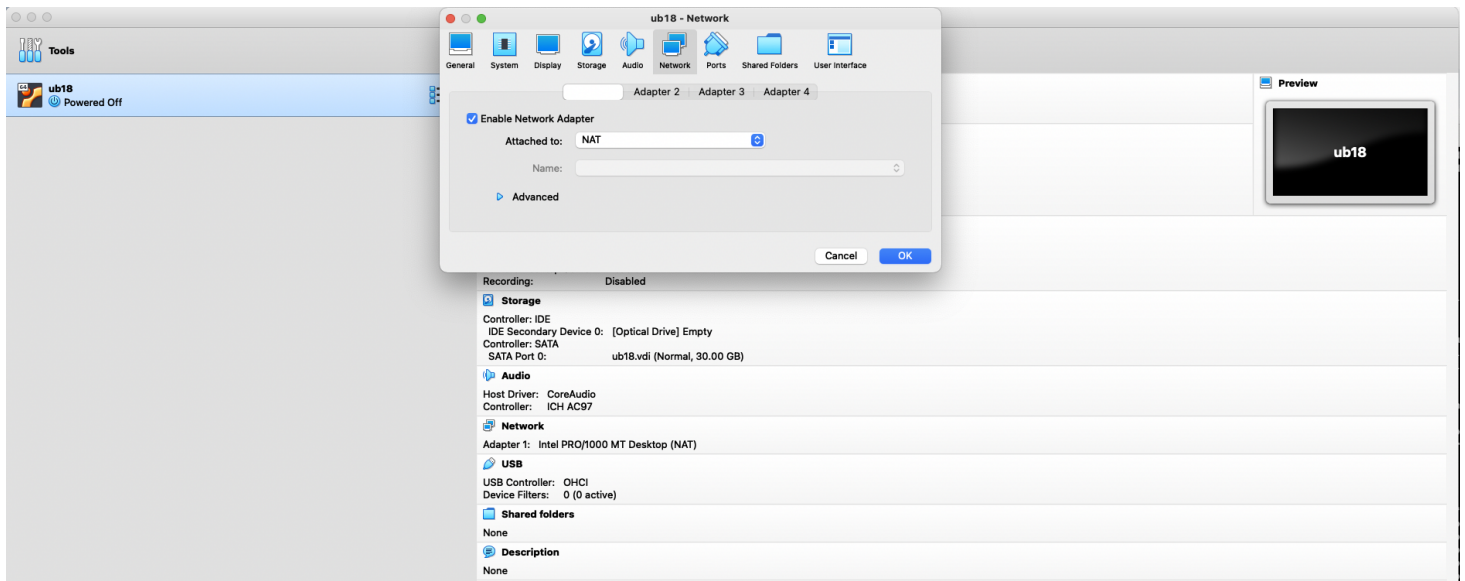 ub18 - Network
Tools
General System Display Storage Audio Network Ports Shared Folders User Interface
64
ub18
Powered Off
Adapter 2 Adapter 3 Adapter 4
Enable Network Adapter
Attached to: NAT
Name:
Advanced
Cancel OK
Preview
ub18
Recording: Disabled
Storage
Controller: IDE
IDE Secondary Device 0: [Optical Drive] Empty
Controller: SATA
SATA Port 0: ub18.vdi (Normal, 30.00 GB)
Audio
Host Driver: CoreAudio
Controller: ICH AC97
Network
Adapter 1: Intel PRO/1000 MT Desktop (NAT)
USB
USB Controller: OHCI
Device Filters: 0 (0 active)
Shared folders
None
Description
None